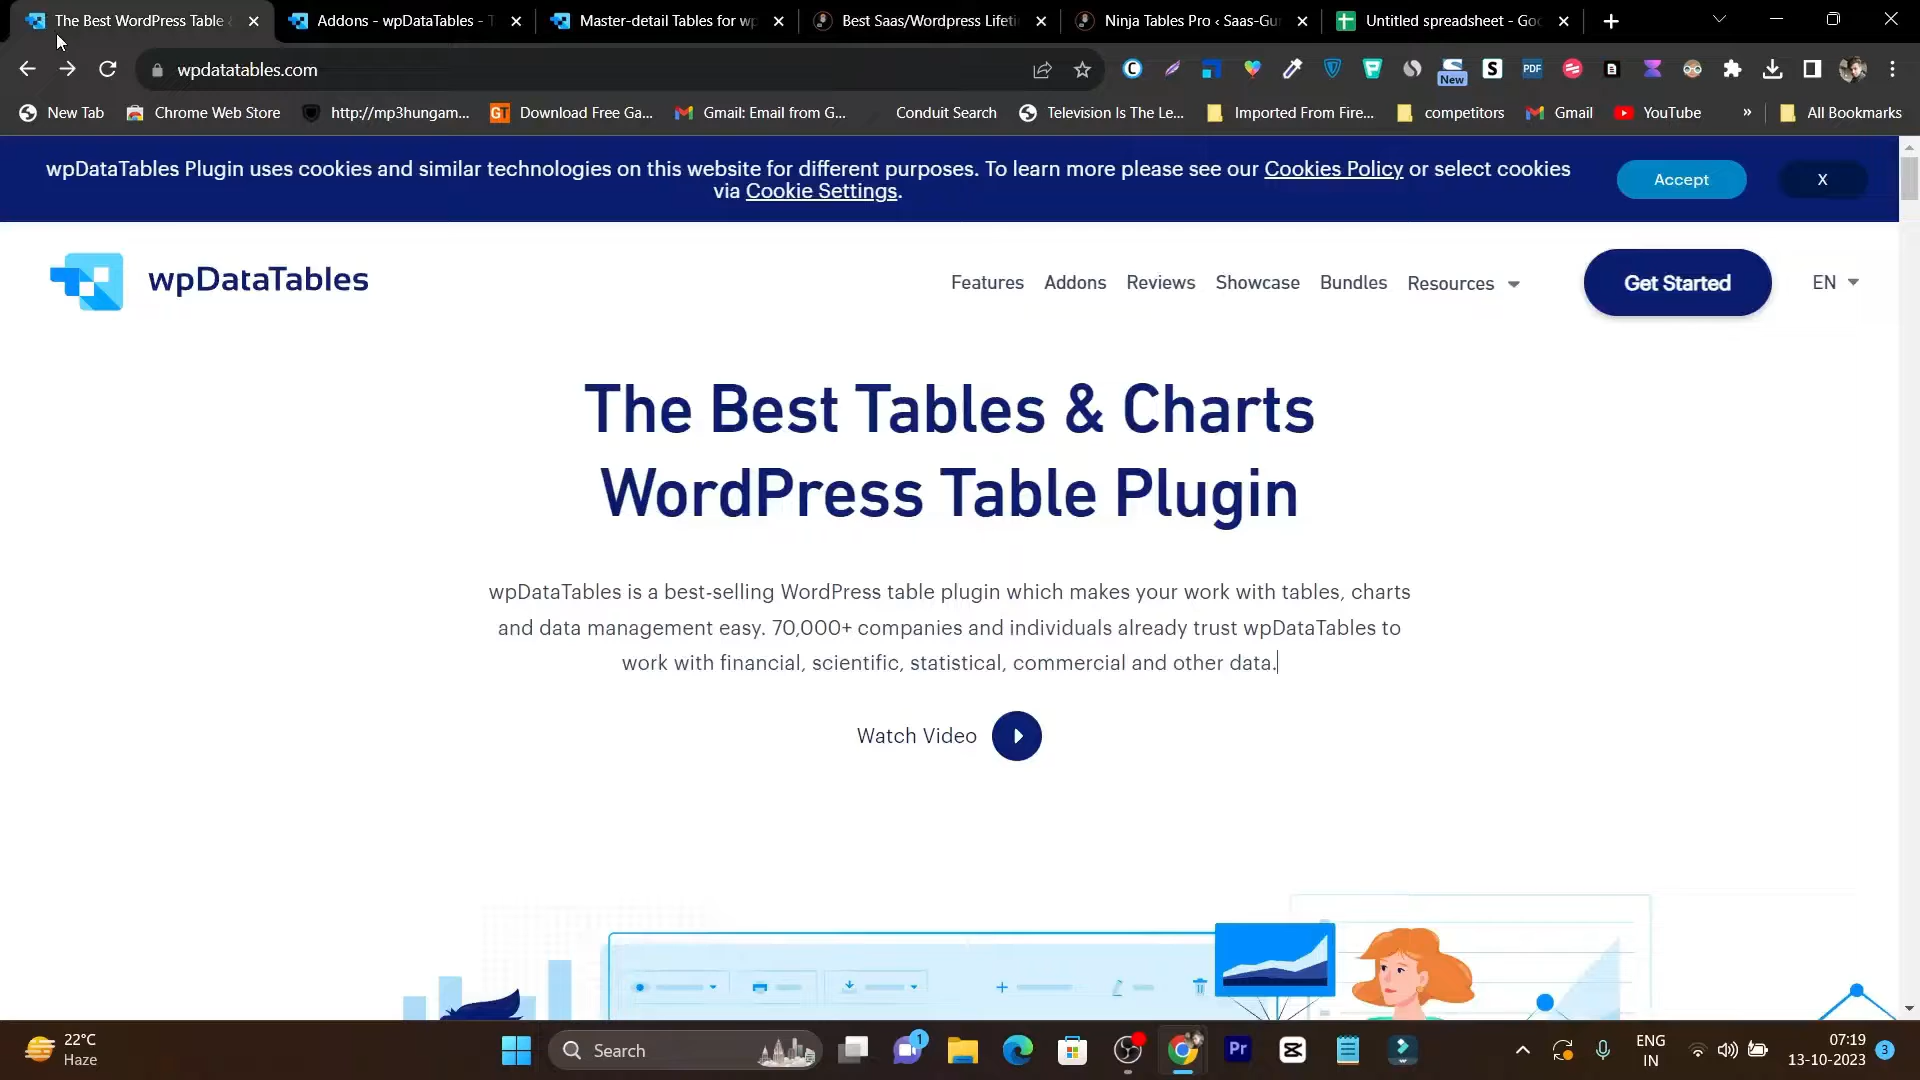 The Best WordPress Table
Addons - wpDataTables - T
Master-detail Tables for wp
Best Saas/Wordpress Lifeti
Ninja Tables Pro ‹ Saas-Gu
Untitled spreadsheet - Goo
wpdatatables.com
New
PDF
New Tab
Chrome Web Store
http://mp3hungam...
GT
Download Free Ga...
Gmail: Email from G...
Conduit Search
Television Is The Le...
Imported From Fire...
competitors
Gmail
YouTube
»
All Bookmarks
wpDataTables Plugin uses cookies and similar technologies on this website for different purposes. To learn more please see our Cookies Policy or select cookies
via Cookie Settings.
Accept
X
wpDataTables
Features
Addons
Reviews
Showcase
Bundles
Resources
Get Started
EN
The Best Tables & Charts
WordPress Table Plugin
wpDataTables is a best-selling WordPress table plugin which makes your work with tables, charts
and data management easy. 70,000+ companies and individuals already trust wpDataTables to
work with financial, scientific, statistical, commercial and other data.
Watch Video
22°C
Haze
Search
1
Pr
ENG
IN
07:19
13-10-2023
3